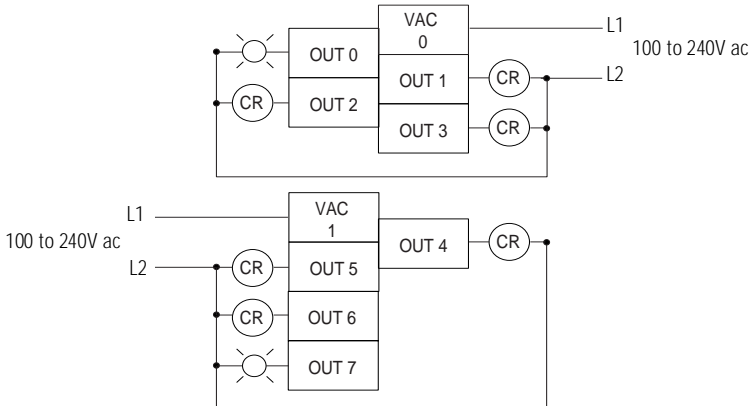 VAC
0
L1
100 to 240V ac
OUT 0
OUT 1
CR
L2
CR
OUT 2
OUT 3
CR
L1
VAC
1
100 to 240V ac
OUT 4
CR
L2
CR
OUT 5
CR
OUT 6
OUT 7